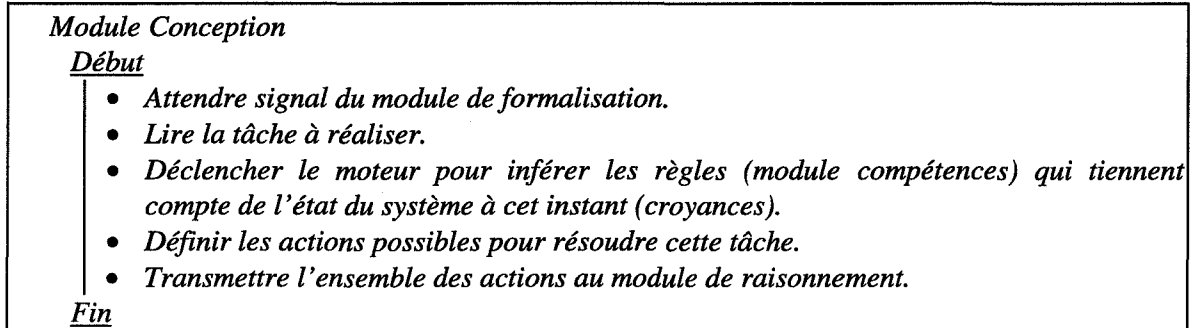 Module Conception
Début
• Attendre signal du module de formalisation.
• Lire la tâche à réaliser.
• Déclencher le moteur pour inférer les règles (module compétences) qui tiennent
compte de l'état du système à cet instant (croyances).
• Définir les actions possibles pour résoudre cette tâche.
• Transmettre l'ensemble des actions au module de raisonnement.
Fin